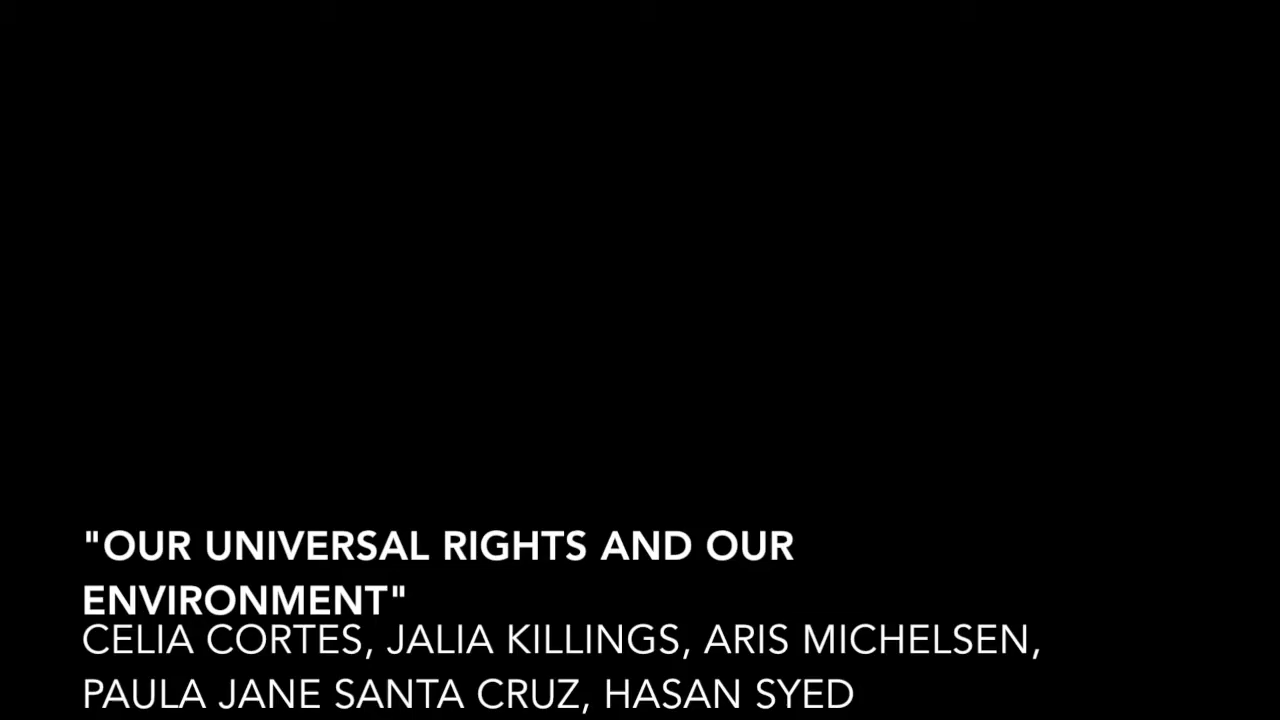 "OUR UNIVERSAL RIGHTS AND OUR
ENVIRONMENT"
CELIA CORTES, JALIA KILLINGS, ARIS MICHELSEN,
PAULA JANE SANTA CRUZ, HASAN SYED